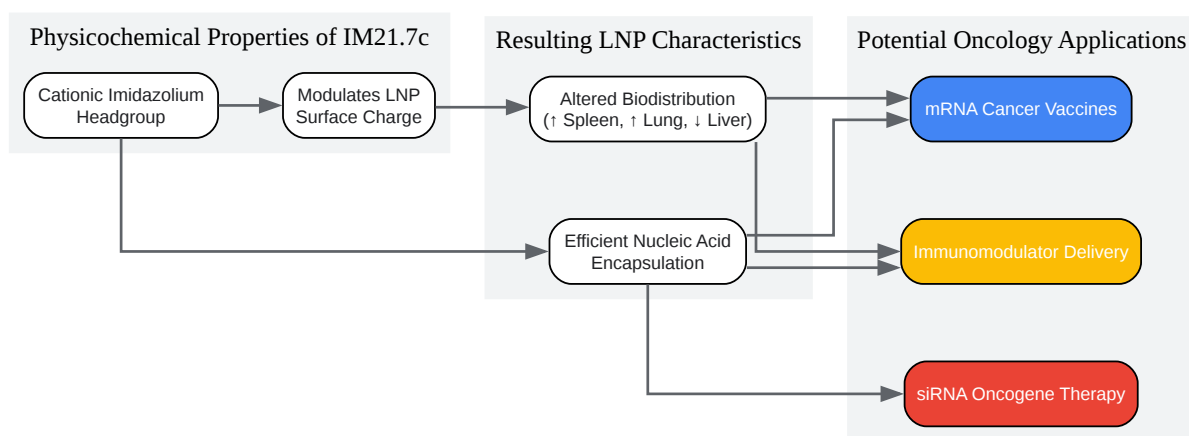 Physicochemical Properties of IM21.7c
Cationic Imidazolium
Headgroup
Modulates LNP
Surface Charge
Resulting LNP Characteristics
Altered Biodistribution
(↑ Spleen, ↑ Lung, ↓ Liver)
Efficient Nucleic Acid
Encapsulation
Potential Oncology Applications
mRNA Cancer Vaccines
Immunomodulator Delivery
siRNA Oncogene Therapy